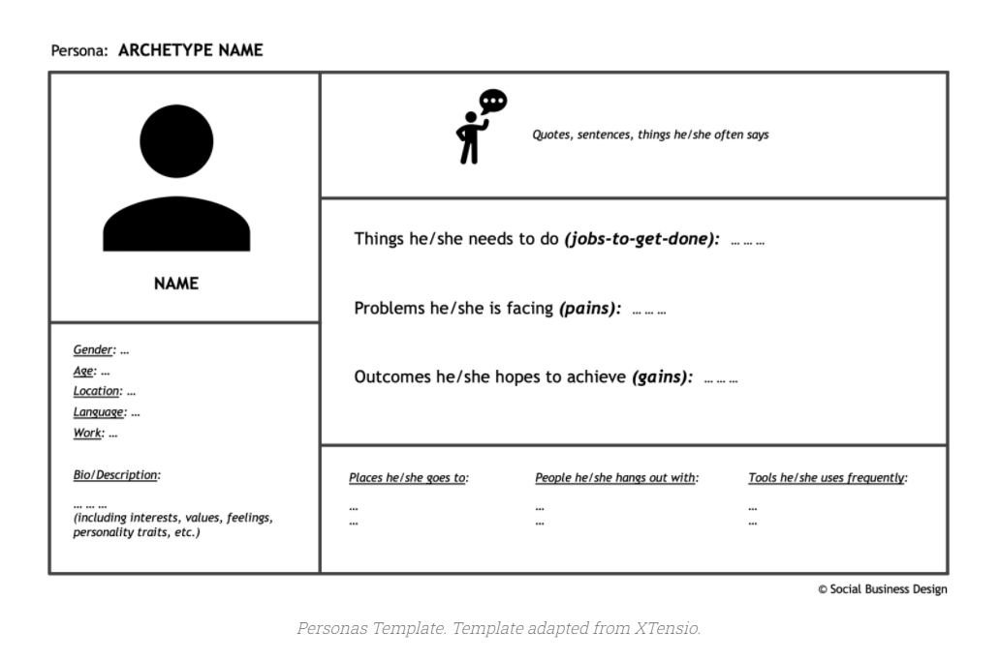 Persona: ARCHETYPE NAME
NAME
Gender: ...
Age: ...
Location: ...
Language: ...
Work: ...
Bio/Description:
... ... ...
(including interests, values, feelings,
personality traits, etc.)
Quotes, sentences, things he/she often says
Things he/she needs to do (jobs-to-get-done): ... ... ...
Problems he/she is facing (pains): ... ... ...
Outcomes he/she hopes to achieve (gains): ... ... ...
Places he/she goes to:
...
...
People he/she hangs out with:
...
...
Tools he/she uses frequently:
...
...
© Social Business Design
Personas Template. Template adapted from XTensio.